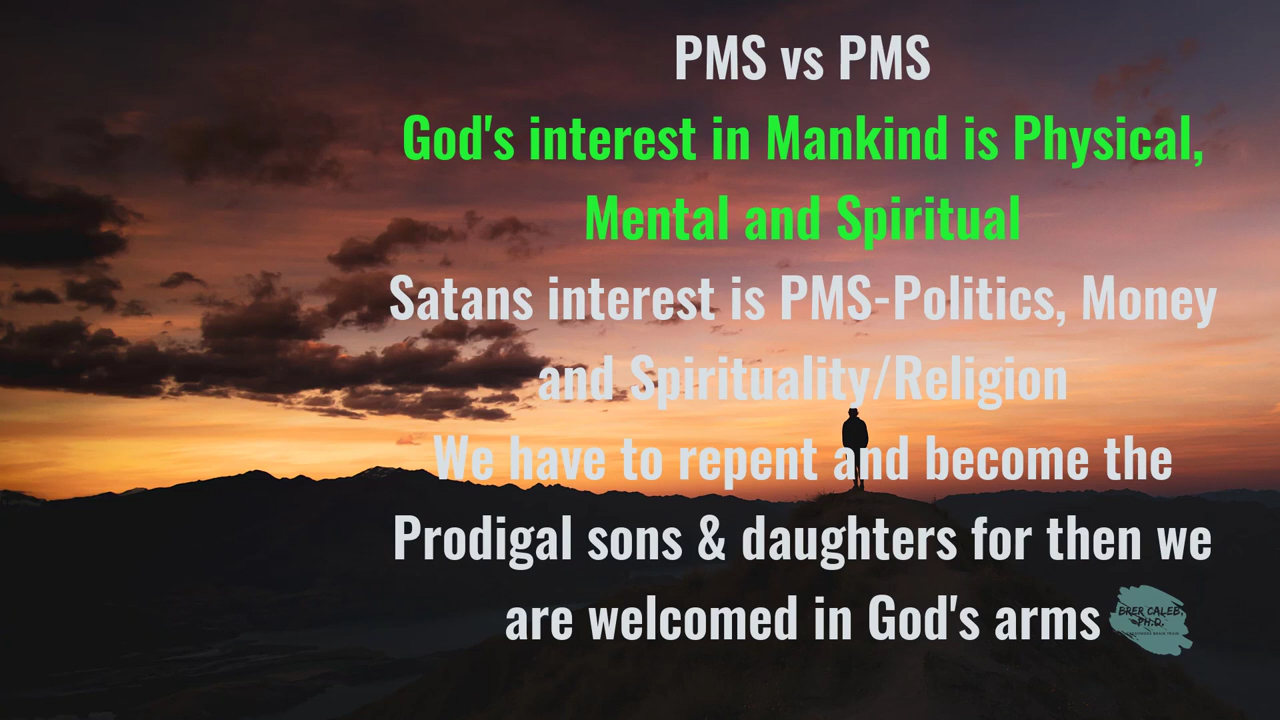 PMS vs PMS
God's interest in Mankind is Physical,
Mental and Spiritual
Satans interest is PMS-Politics, Money
and Spirituality/Religion
We have to repent and become the
Prodigal sons & daughters for then we
are welcomed in God's arms
BRER CALEB,
PH.D.